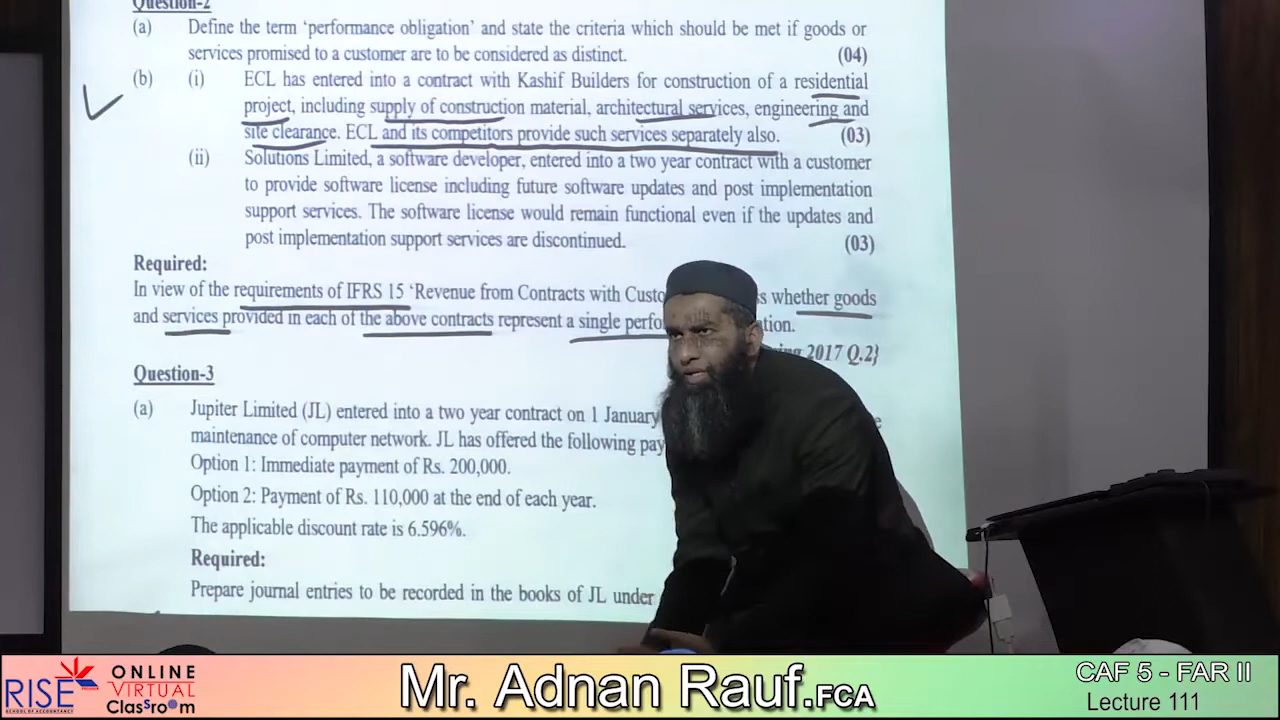 Question-2
(a) Define the term ‘performance obligation’ and state the criteria which should be met if goods or
services promised to a customer are to be considered as distinct. (04)
(b) (i) ECL has entered into a contract with Kashif Builders for construction of a residential
project, including supply of construction material, architectural services, engineering and
site clearance. ECL and its competitors provide such services separately also. (03)
(ii) Solutions Limited, a software developer, entered into a two year contract with a customer
to provide software license including future software updates and post implementation
support services. The software license would remain functional even if the updates and
post implementation support services are discontinued. (03)
Required:
In view of the requirements of IFRS 15 ‘Revenue from Contracts with whether goods
and services provided in each of the above contracts represent a single
2017 Q.2}
Question-3
(a) Jupiter Limited (JL) entered into a two year contract on 1 January
maintenance of computer network. JL has offered the following
Option 1: Immediate payment of Rs. 200,000.
Option 2: Payment of Rs. 110,000 at the end of each year.
The applicable discount rate is 6.596%.
Required:
Prepare journal entries to be recorded in the books of JL under
RISE
SCHOOL OF ACCOUNTANCY
ONLINE
VIRTUAL
ClasSroom
Mr. Adnan Rauf.FCA
CAF 5 - FAR II
Lecture 111